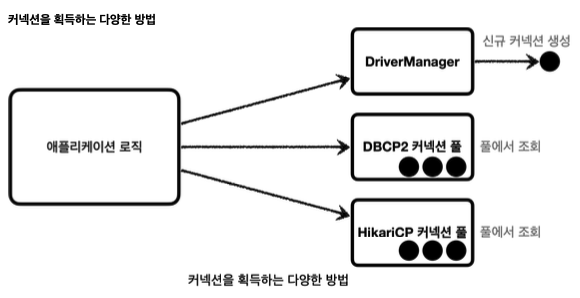 커넥션을 획득하는 다양한 방법
신규 커넥션 생성
DriverManager
애플리케이션 로직
DBCP2 커넥션 풀
풀에서 조회
HikariCP 커넥션 풀
풀에서 조회
커넥션을 획득하는 다양한 방법